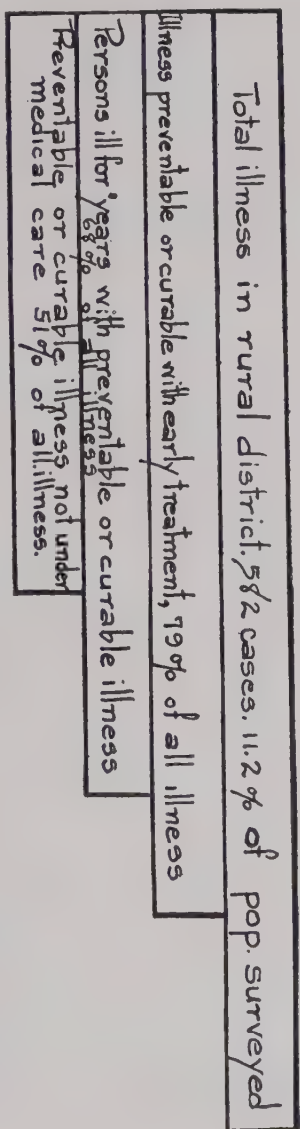 Total illness in rural district. 582 cases. 11.2% of pop. surveyed
Illness preventable or curable with early treatment, 79% of all illness
Persons ill for years with preventable or curable illness
68% of all illness
Preventable or curable illness not under
medical care 51% of all illness.